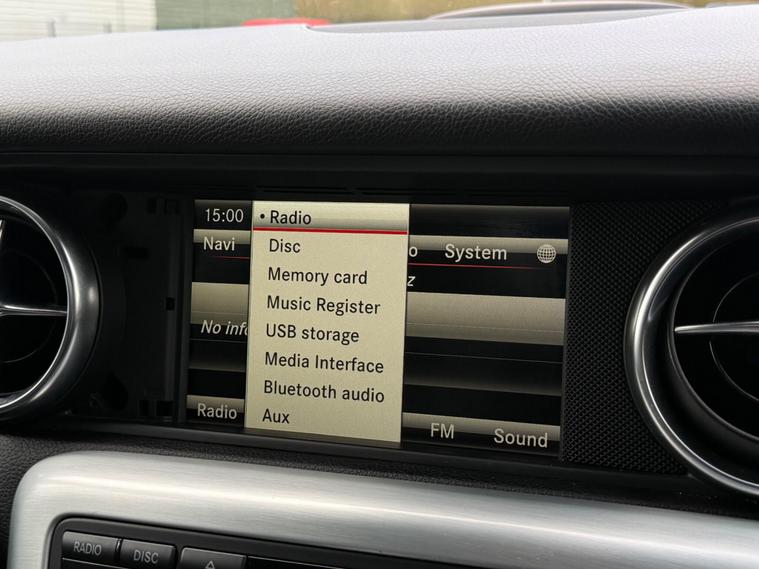 15:00
• Radio
Navi
Disc
o
System
Memory card
z
Music Register
No info
USB storage
Media Interface
Bluetooth audio
Radio
Aux
FM
Sound
RADIO
DISC